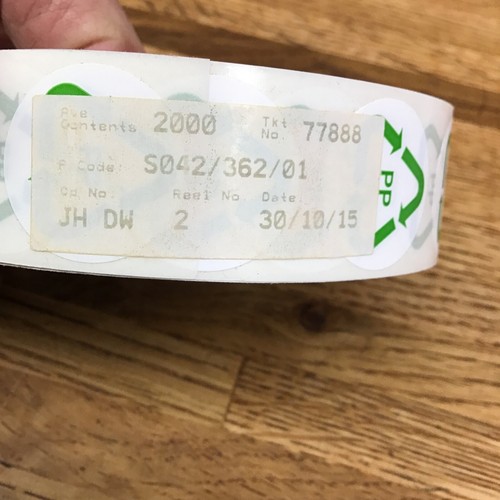 Ave Contents 2000 Tkt No. 77888
P Code: S042/362/01
Op No. Reel No Date.
JH DW 2 30/10/15
PP